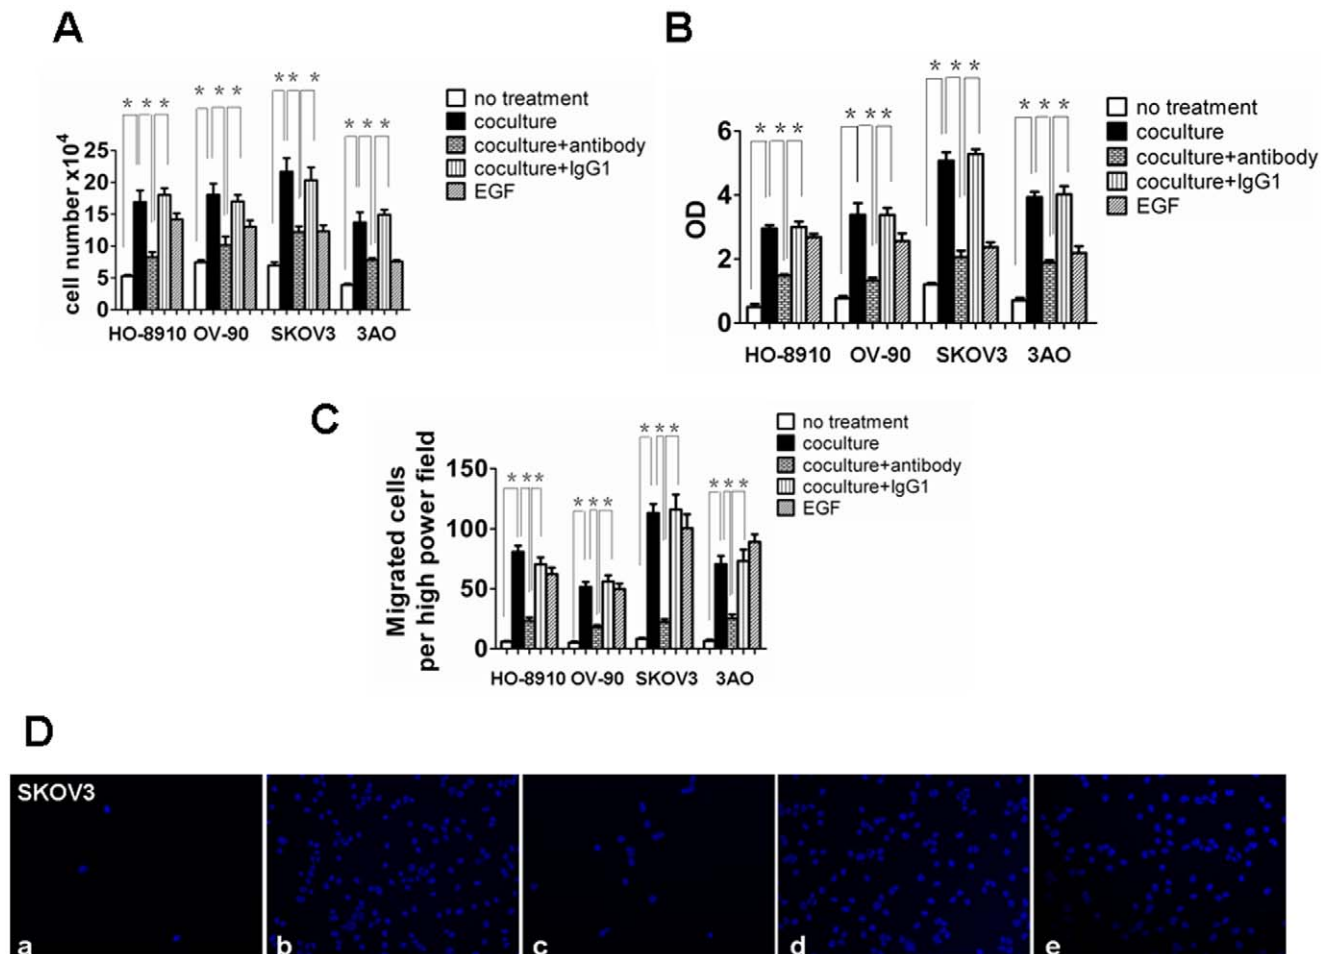 A
* * * * * * * * * * * *
cell number x10⁴
25
20
15
10
5
0
HO-8910 OV-90 SKOV3 3AO
no treatment
coculture
coculture+antibody
coculture+IgG1
EGF
B
* * * * * * * * * * * *
OD
6
4
2
0
HO-8910 OV-90 SKOV3 3AO
no treatment
coculture
coculture+antibody
coculture+IgG1
EGF
C
* * * * * * * * * * * *
Migrated cells
per high power field
150
100
50
0
HO-8910 OV-90 SKOV3 3AO
no treatment
coculture
coculture+antibody
coculture+IgG1
EGF
D
SKOV3
a b c d e